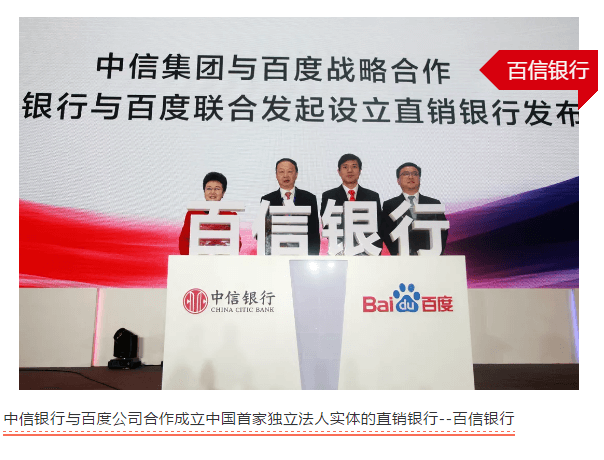 中信集团与百度战略合作
银行与百度联合发起设立直销银行发布
百信银行
百信银行
中信银行
CHINA CITIC BANK
Bai du 百度
中信银行与百度公司合作成立中国首家独立法人实体的直销银行--百信银行